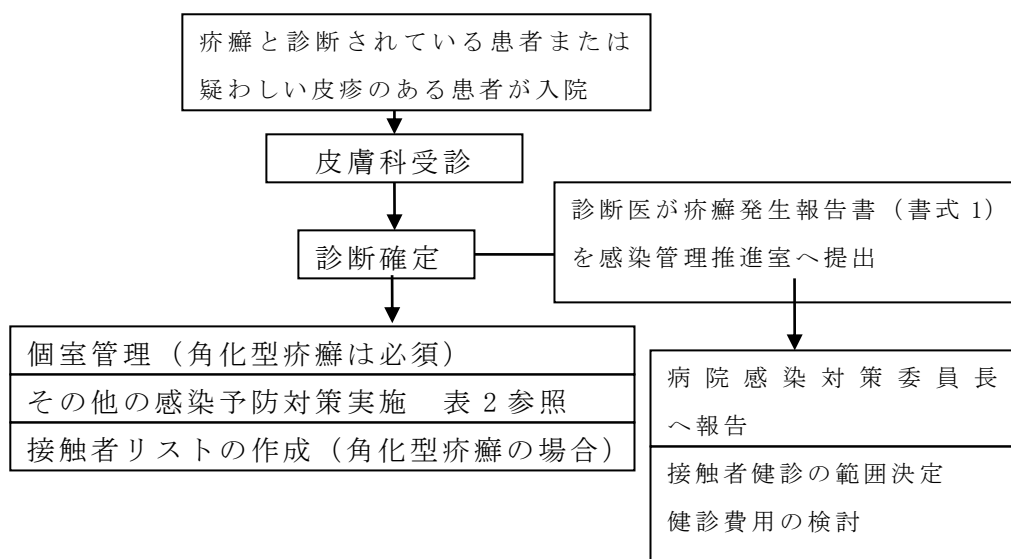 疥癬と診断されている患者または
疑わしい皮疹のある患者が入院
皮膚科受診
診断確定
診断医が疥癬発生報告書（書式1）
を感染管理推進室へ提出
個室管理（角化型疥癬は必須）
その他の感染予防対策実施　表2参照
接触者リストの作成（角化型疥癬の場合）
病院感染対策委員長
へ報告
接触者健診の範囲決定
健診費用の検討